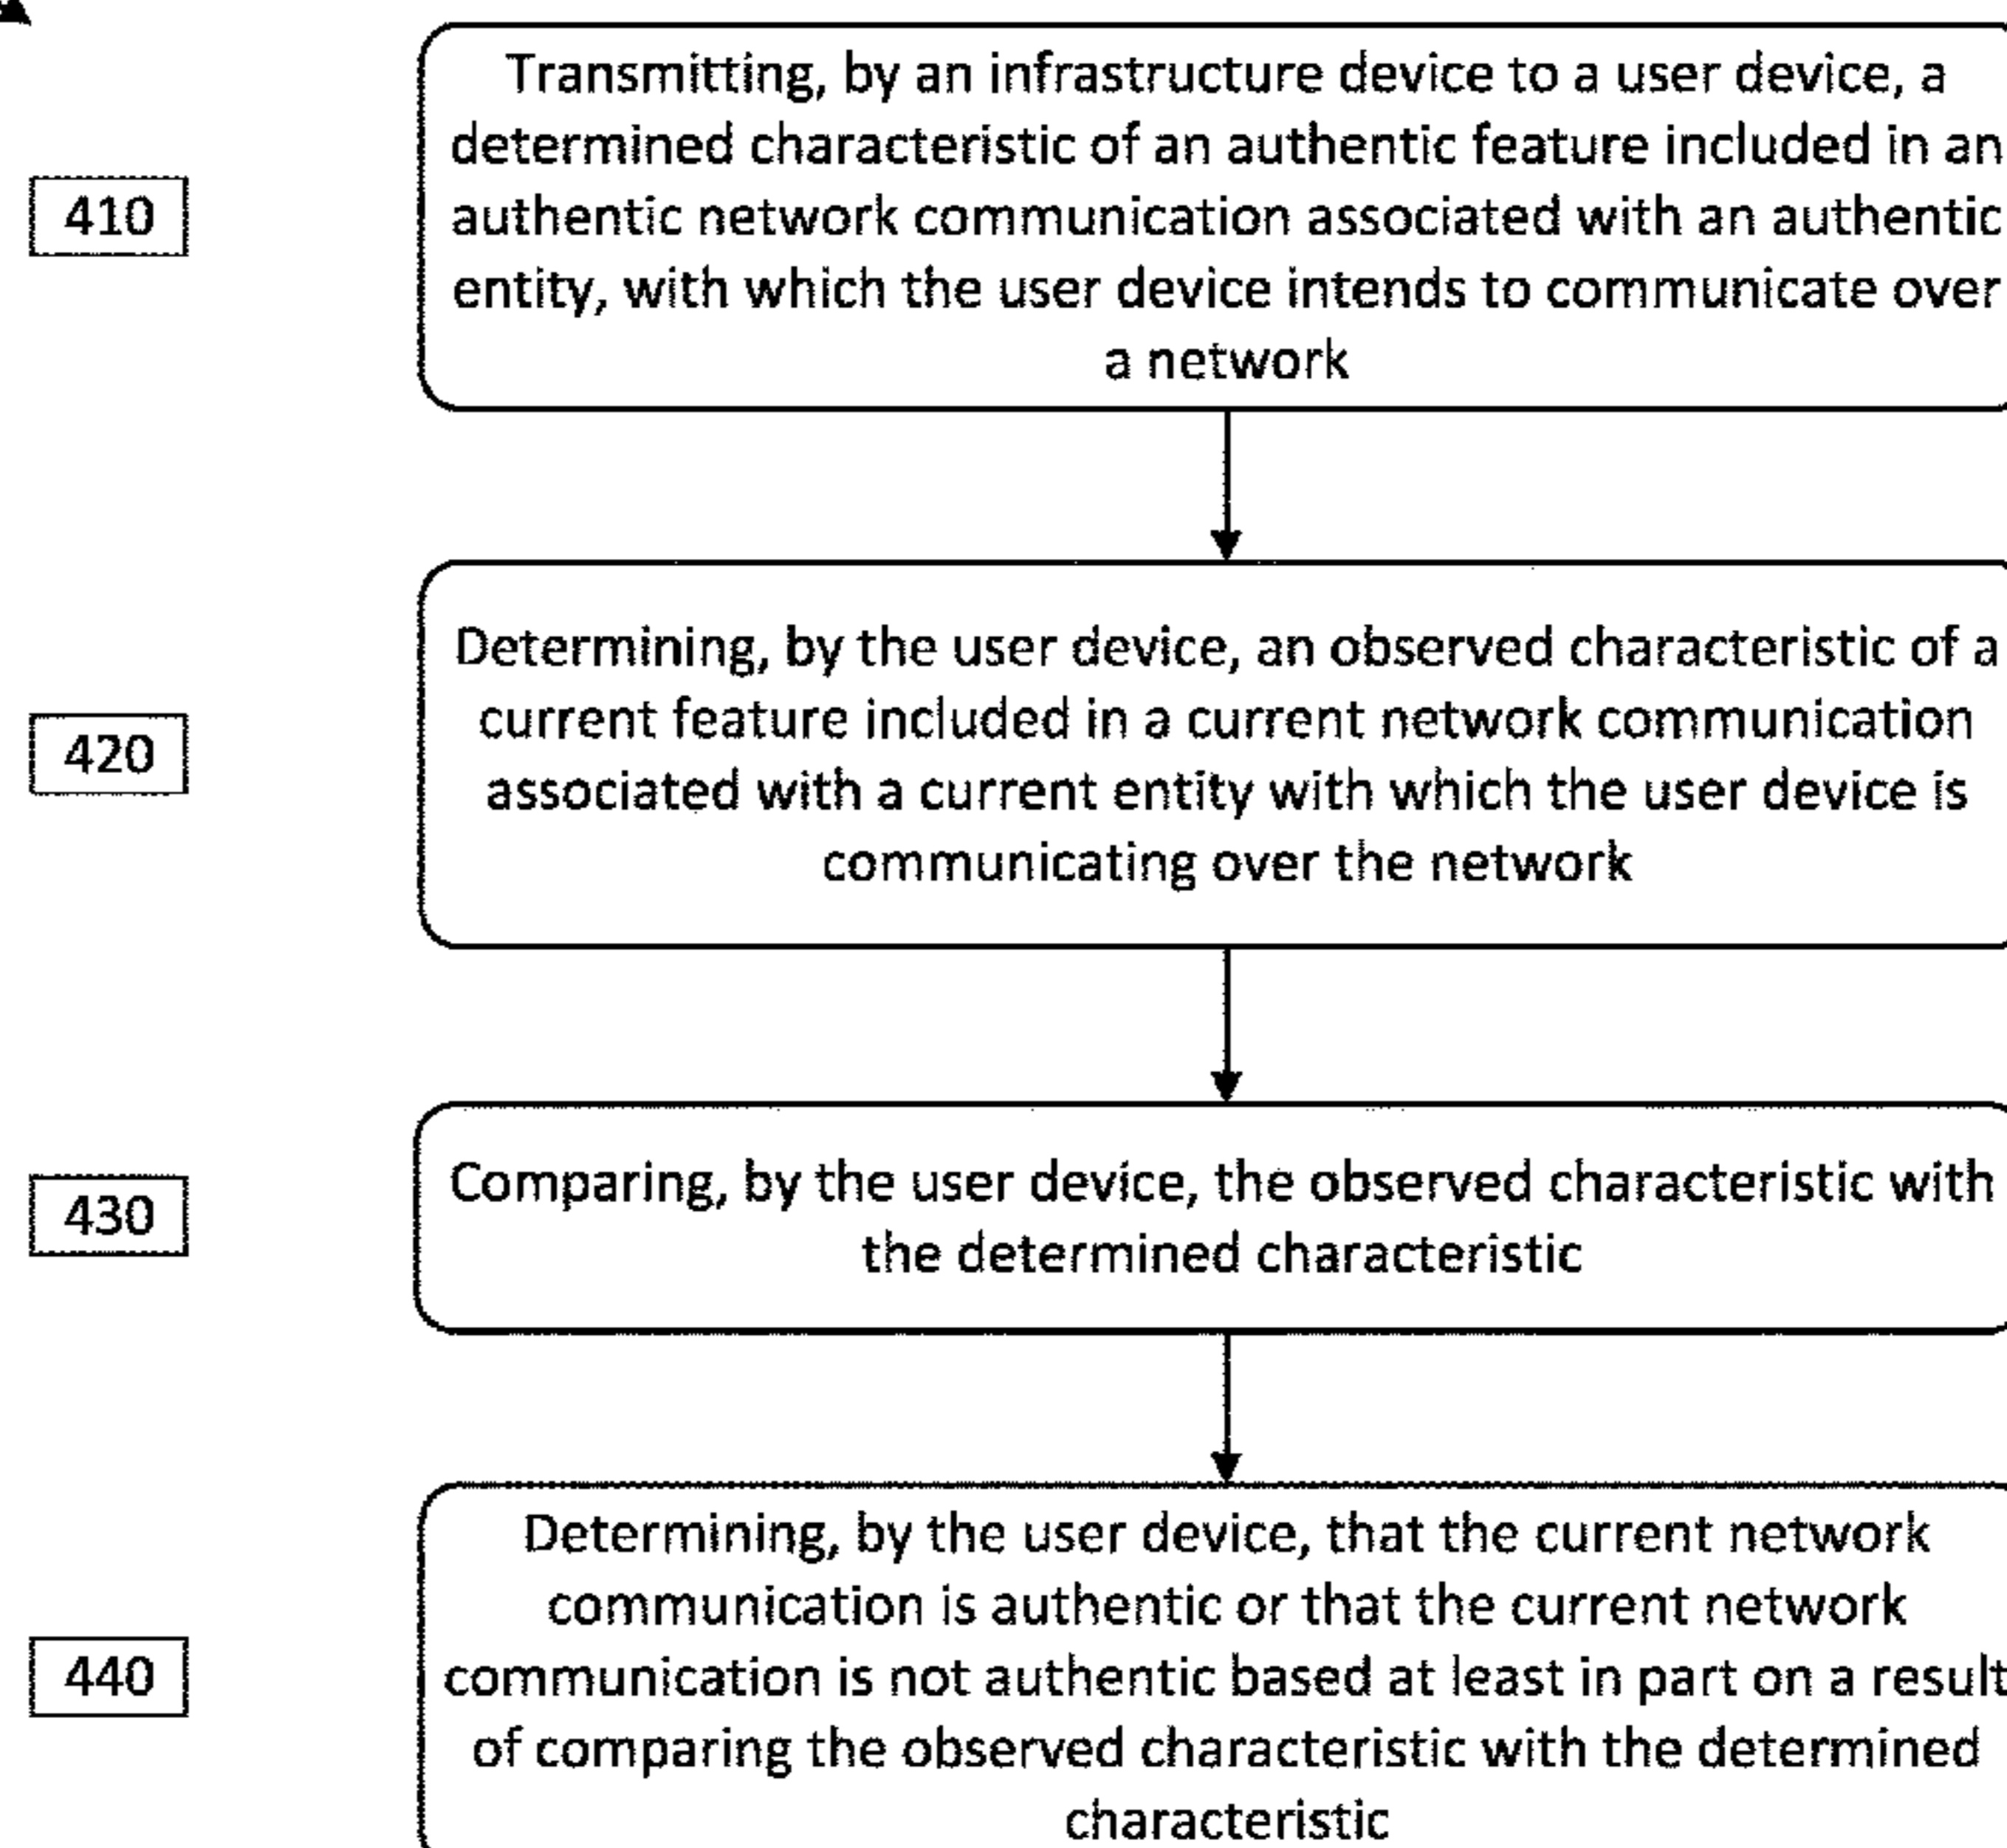 Transmitting, by an infrastructure device to a user device, a
determined characteristic of an authentic feature included in an
410
authentic network communication associated with an authentic
entity, with which the user device intends to communicate over
a network
Determining, by the user device, an observed characteristic of a
current feature included in a current network communication
420
associated with a current entity with which the user device is
communicating over the network
Comparing, by the user device, the observed characteristic with
430
the determined characteristic
Determining, by the user device, that the current network
communication is authentic or that the current network
440
communication is not authentic based at least in part on a result
of comparing the observed characteristic with the determined
characteristic